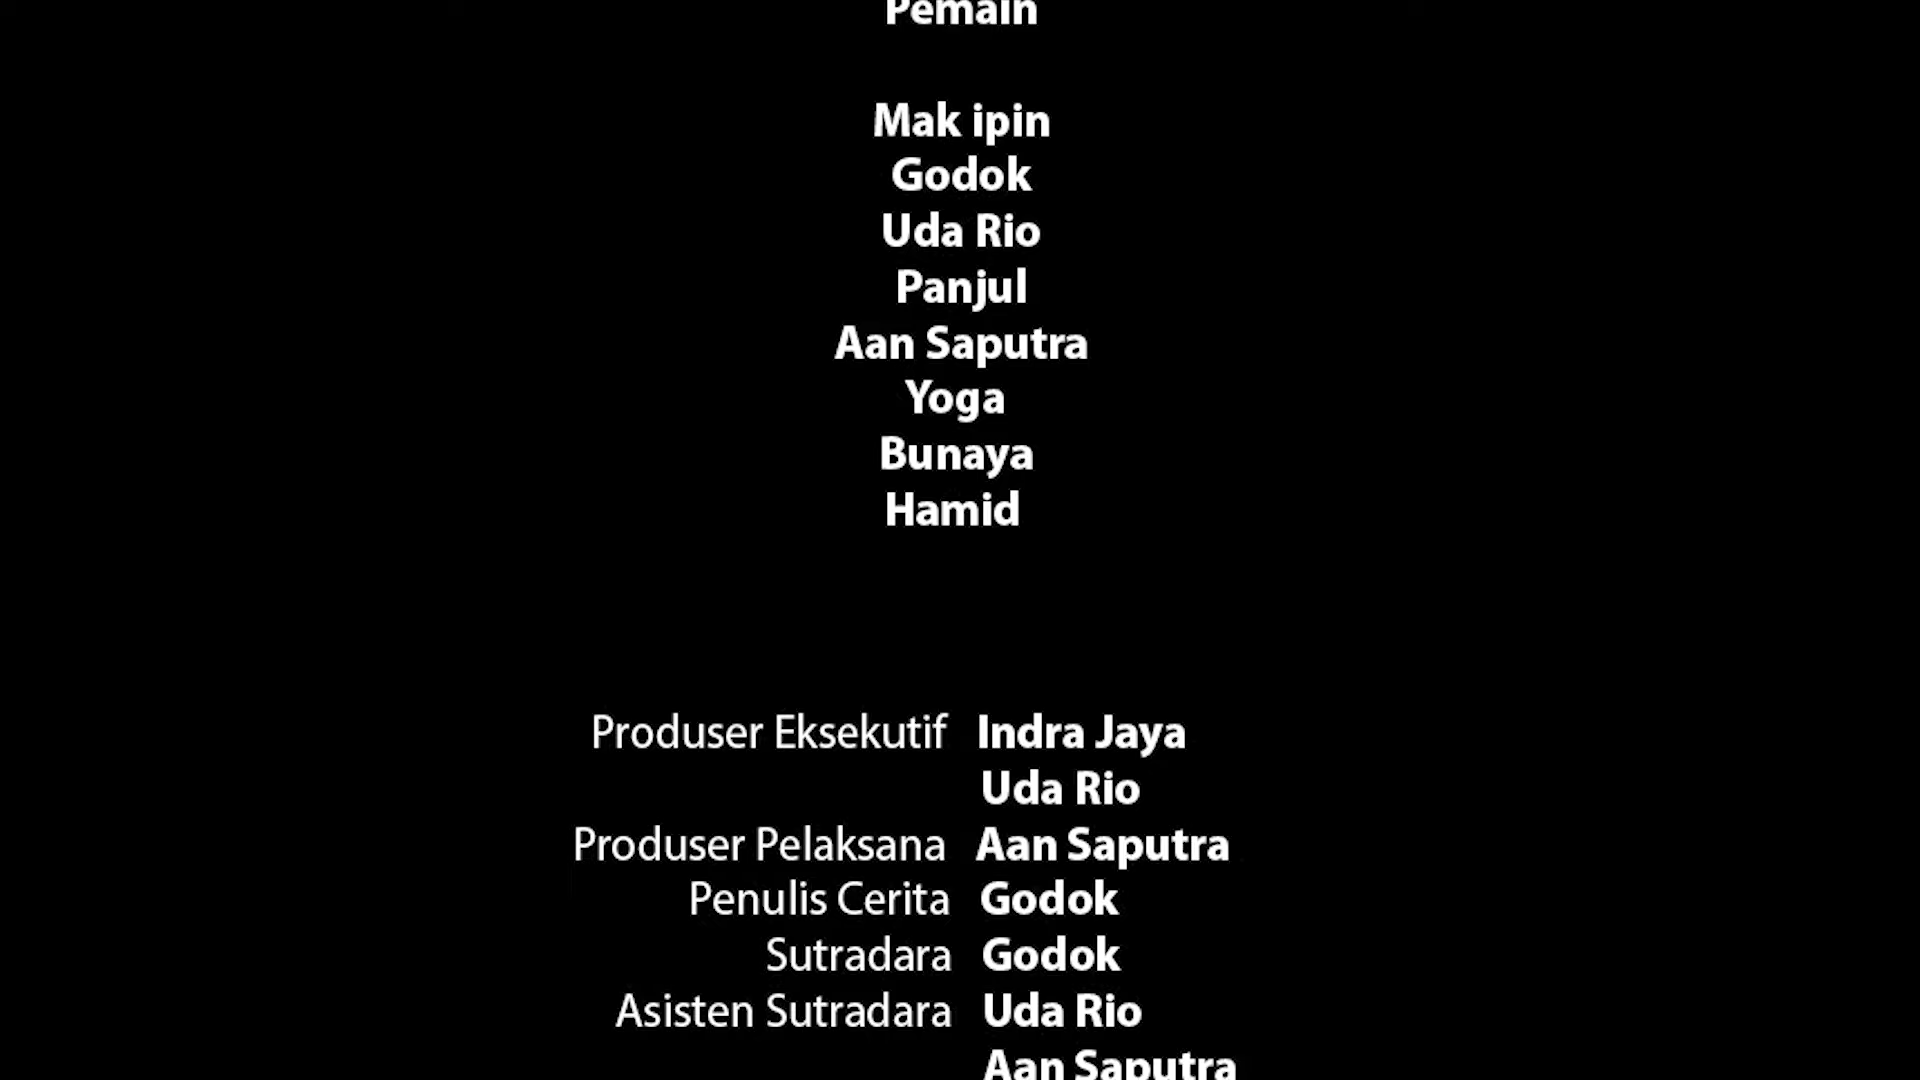 Pemain
Mak ipin
Godok
Uda Rio
Panjul
Aan Saputra
Yoga
Bunaya
Hamid
Produser Eksekutif Indra Jaya
Uda Rio
Produser Pelaksana Aan Saputra
Penulis Cerita Godok
Sutradara Godok
Asisten Sutradara Uda Rio
Aan Saputra